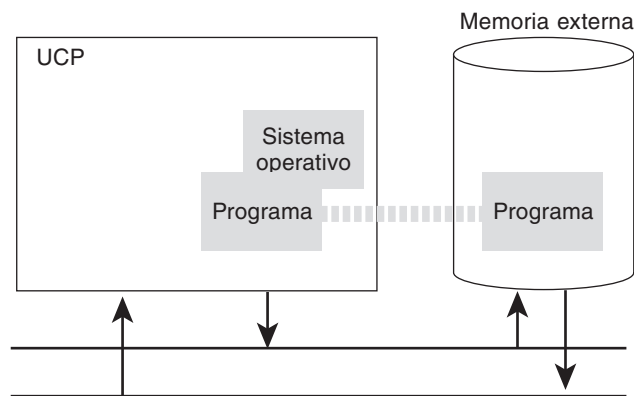 Memoria externa
UCP
Sistema
operativo
Programa
Programa